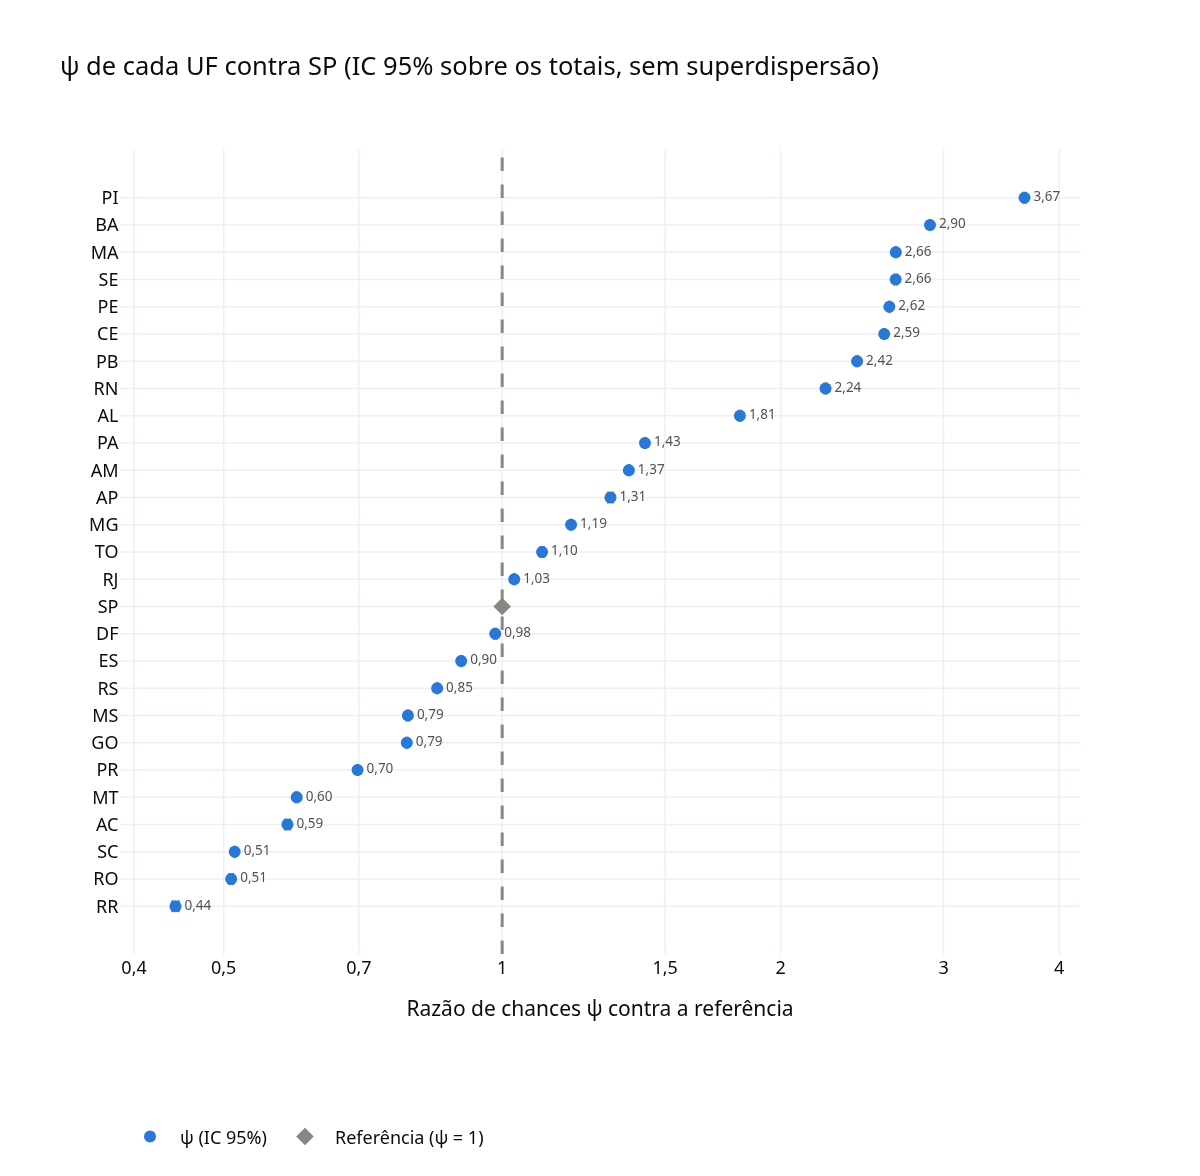 ψ de cada UF contra SP (IC 95% sobre os totais, sem superdispersão)
PI 3,67
BA 2,90
MA 2,66
SE 2,66
PE 2,62
CE 2,59
PB 2,42
RN 2,24
AL 1,81
PA 1,43
AM 1,37
AP 1,31
MG 1,19
TO 1,10
RJ 1,03
SP
DF 0,98
ES 0,90
RS 0,85
MS 0,79
GO 0,79
PR 0,70
MT 0,60
AC 0,59
SC 0,51
RO 0,51
RR 0,44
0,4 0,5 0,7 1 1,5 2 3 4
Razão de chances ψ contra a referência
ψ (IC 95%) Referência (ψ = 1)